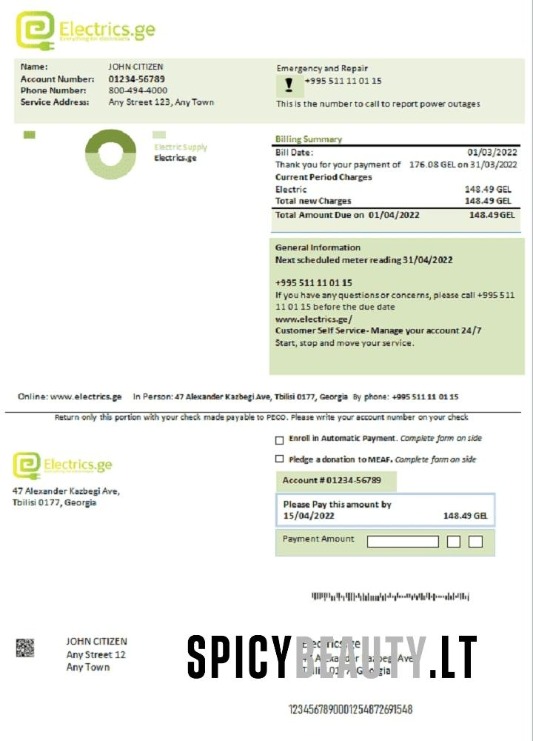 Electrics.ge
Name: JOHN CITIZEN
Account Number: 01234-56789
Phone Number: 800-494-4000
Service Address: Any Street 123, Any Town
Emergency and Repair
+995 511 11 01 15
This is the number to call to report power outages
Electric Supply
Electrics.ge
Billing Summary
Bill Date: 01/03/2022
Thank you for your payment of 176.08 GEL on 31/03/2022
Current Period Charges
Electric 148.49 GEL
Total new Charges 148.49 GEL
Total Amount Due on 01/04/2022 148.49GEL
General Information
Next scheduled meter reading 31/04/2022
+995 511 11 01 15
If you have any questions or concerns, please call +995 511
11 01 15 before the due date
www.electrics.ge/
Customer Self Service- Manage your account 24/7
Start, stop and move your service.
Online: www.electrics.ge In Person: 47 Alexander Kazbegi Ave, Tbilisi 0177, Georgia By phone: +995 511 11 01 15
Return only this portion with your check made payable to PECO. Please write your account number on your check
Enroll in Automatic Payment. Complete form on side
Pledge a donation to MEAF. Complete form on side
Electrics.ge
47 Alexander Kazbegi Ave,
Tbilisi 0177, Georgia
Account # 01234-56789
Please Pay this amount by
15/04/2022 148.49 GEL
Payment Amount
JOHN CITIZEN
Any Street 12
Any Town
Electrics.ge
47 Alexander Kazbegi Ave,
Tbilisi 0177, Georgia
SPICYBEAUTY.LT